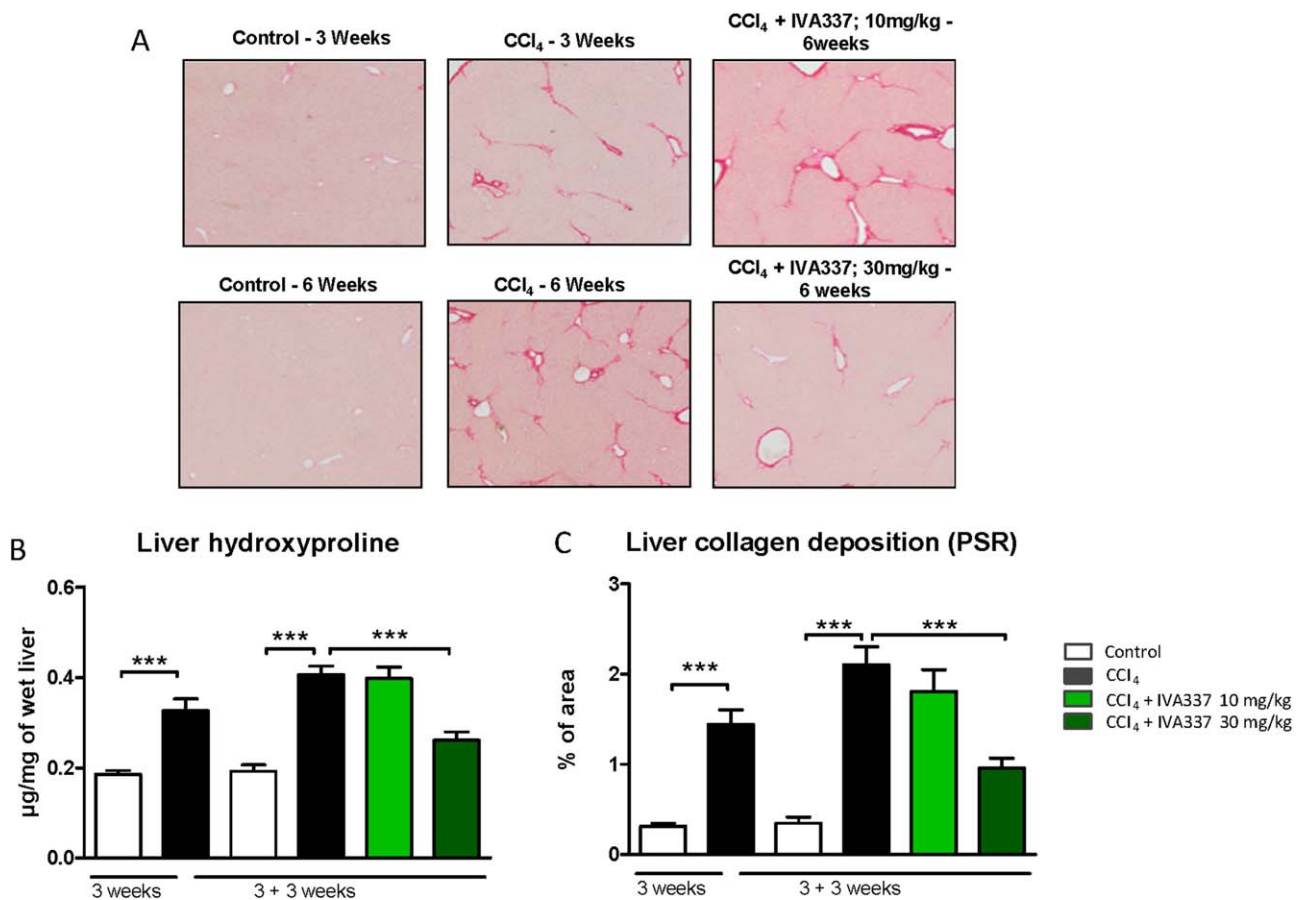 A
Control - 3 Weeks
CCl₄ - 3 Weeks
CCl₄ + IVA337; 10mg/kg -
6weeks
Control - 6 Weeks
CCl₄ - 6 Weeks
CCl₄ + IVA337; 30mg/kg -
6 weeks
B
Liver hydroxyproline
µg/mg of wet liver
0.6
0.4
0.2
0.0
***
***
***
3 weeks
3 + 3 weeks
C
Liver collagen deposition (PSR)
% of area
3
2
1
0
***
***
***
3 weeks
3 + 3 weeks
Control
CCl₄
CCl₄ + IVA337 10 mg/kg
CCl₄ + IVA337 30 mg/kg